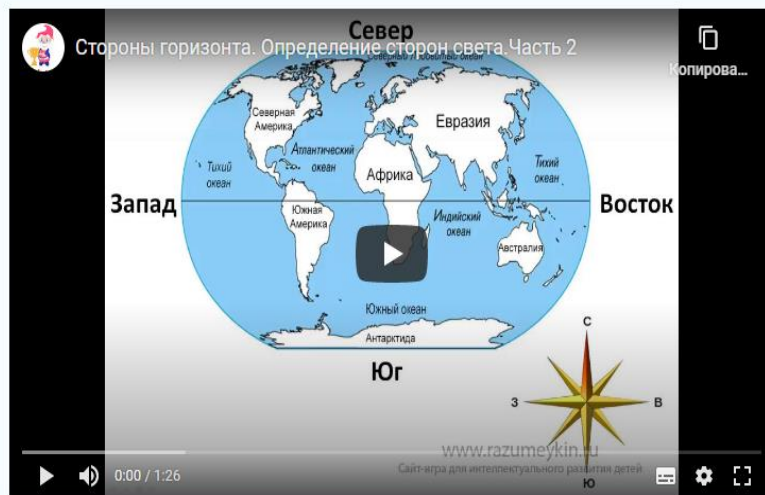 Север
Стороны горизонта. Определение сторон света.Часть 2
Копирова...
Северный Ледовитый океан
Северная
Америка
Евразия
Атлантический
океан
Тихий
океан
Тихий
океан
Африка
Запад
Восток
Южная
Америка
Индийский
океан
Австралия
Южный океан
Антарктида
Юг
С
З
В
Ю
www.razumeykin.ru
Сайт-игра для интеллектуального развития детей
0:00 / 1:26